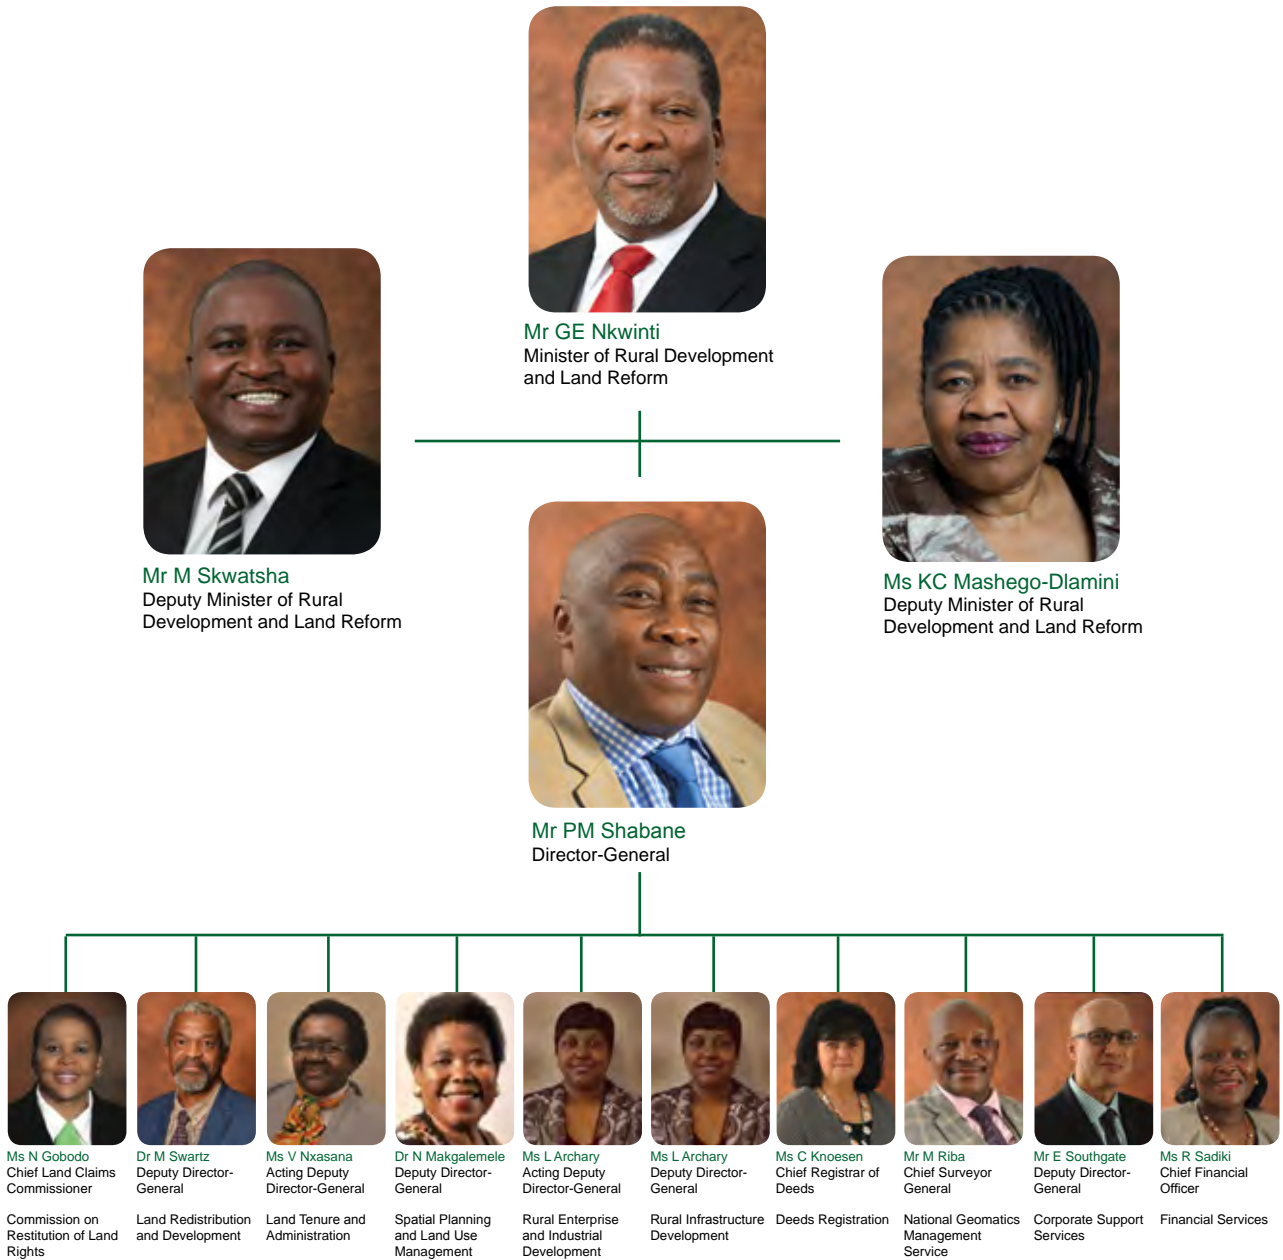 Mr GE Nkwinti
Minister of Rural Development
and Land Reform
Mr M Skwatsha
Deputy Minister of Rural
Development and Land Reform
Ms KC Mashego-Dlamini
Deputy Minister of Rural
Development and Land Reform
Mr PM Shabane
Director-General
Ms N Gobodo
Chief Land Claims
Commissioner
Commission on
Restitution of Land
Rights
Dr M Swartz
Deputy Director-
General
Land Redistribution
and Development
Ms V Nxasana
Acting Deputy
Director-General
Land Tenure and
Administration
Dr N Makgalemele
Deputy Director-
General
Spatial Planning
and Land Use
Management
Ms L Archary
Acting Deputy
Director-General
Rural Enterprise
and Industrial
Development
Ms L Archary
Deputy Director-
General
Rural Infrastructure
Development
Ms C Knoesen
Chief Registrar of
Deeds
Deeds Registration
Mr M Riba
Chief Surveyor
General
National Geomatics
Management
Service
Mr E Southgate
Deputy Director-
General
Corporate Support
Services
Ms R Sadiki
Chief Financial
Officer
Financial Services